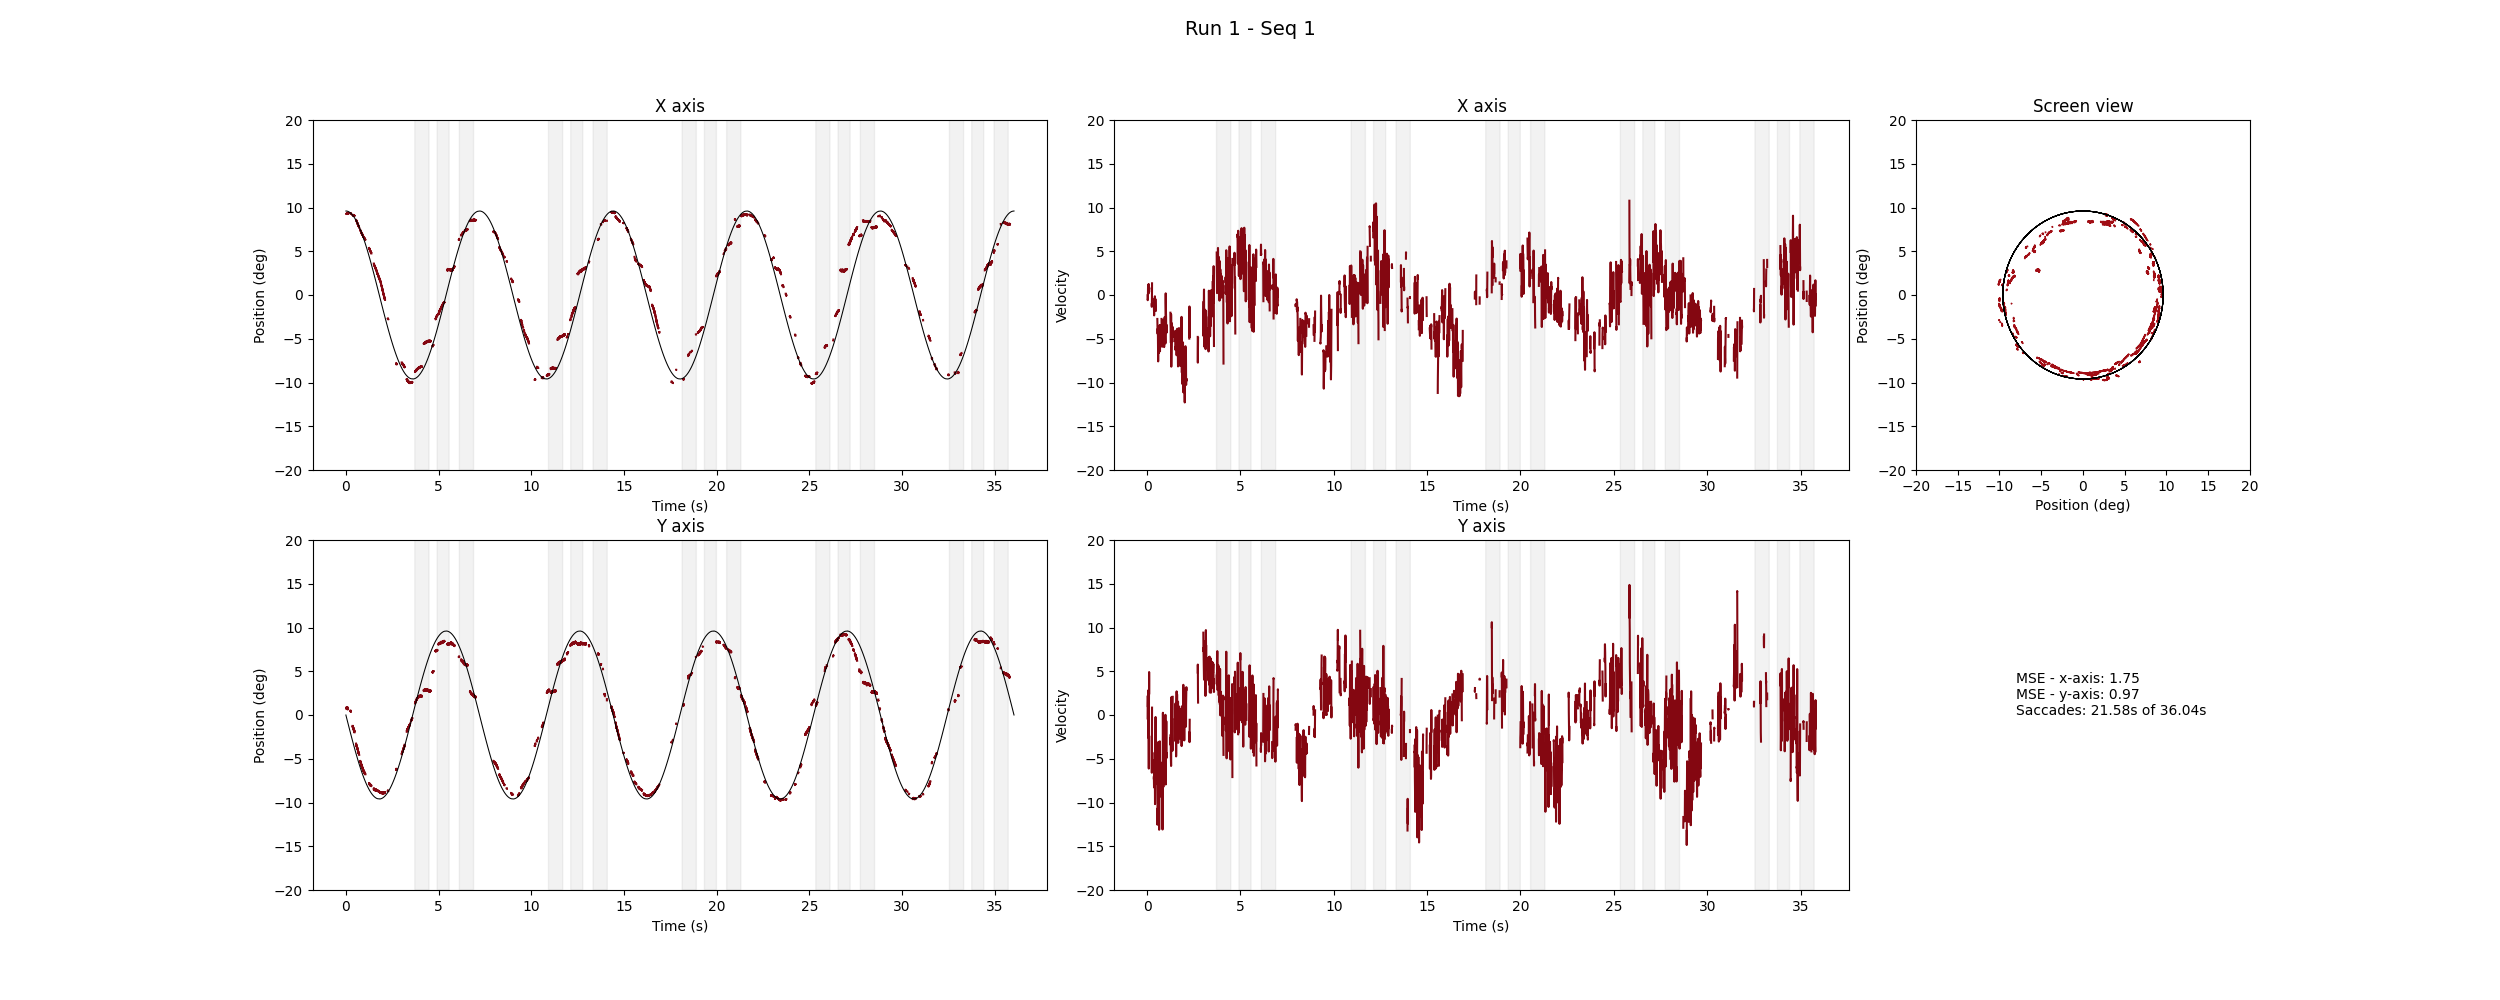 Run 1 - Seq 1
X axis
20
15
10
5
0
−5
−10
−15
−20
Position (deg)
0 5 10 15 20 25 30 35
Time (s)
X axis
20
15
10
5
0
−5
−10
−15
−20
Velocity
0 5 10 15 20 25 30 35
Time (s)
Screen view
20
15
10
5
0
−5
−10
−15
−20
Position (deg)
−20 −15 −10 −5 0 5 10 15 20
Position (deg)
Y axis
20
15
10
5
0
−5
−10
−15
−20
Position (deg)
0 5 10 15 20 25 30 35
Time (s)
Y axis
20
15
10
5
0
−5
−10
−15
−20
Velocity
0 5 10 15 20 25 30 35
Time (s)
MSE - x-axis: 1.75
MSE - y-axis: 0.97
Saccades: 21.58s of 36.04s